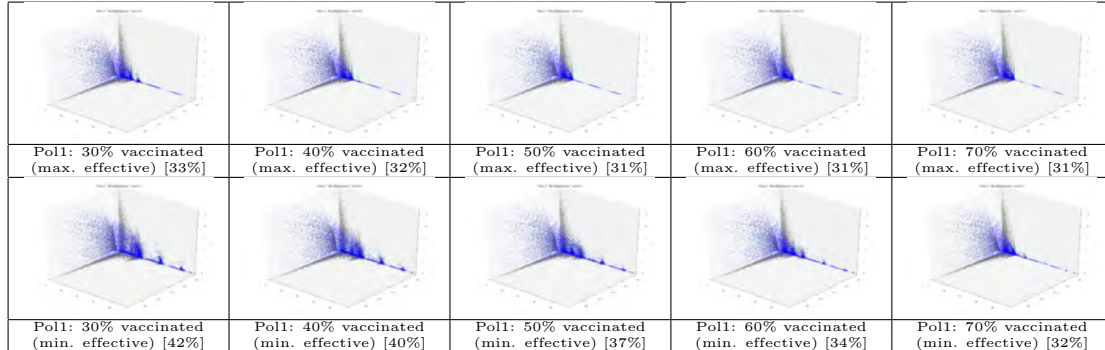 Pol1: 30% vaccinated
(max. effective) [33%]
Pol1: 40% vaccinated
(max. effective) [32%]
Pol1: 50% vaccinated
(max. effective) [31%]
Pol1: 60% vaccinated
(max. effective) [31%]
Pol1: 70% vaccinated
(max. effective) [31%]
Pol1: 30% vaccinated
(min. effective) [42%]
Pol1: 40% vaccinated
(min. effective) [40%]
Pol1: 50% vaccinated
(min. effective) [37%]
Pol1: 60% vaccinated
(min. effective) [34%]
Pol1: 70% vaccinated
(min. effective) [32%]